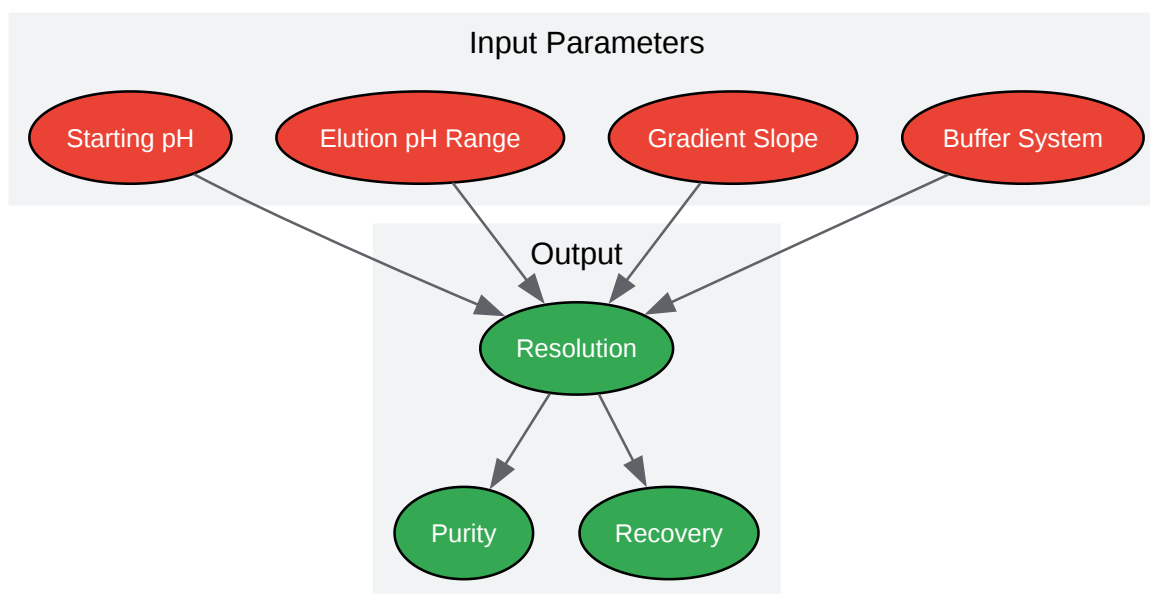 Input Parameters
Starting pH
Elution pH Range
Gradient Slope
Buffer System
Output
Resolution
Purity
Recovery